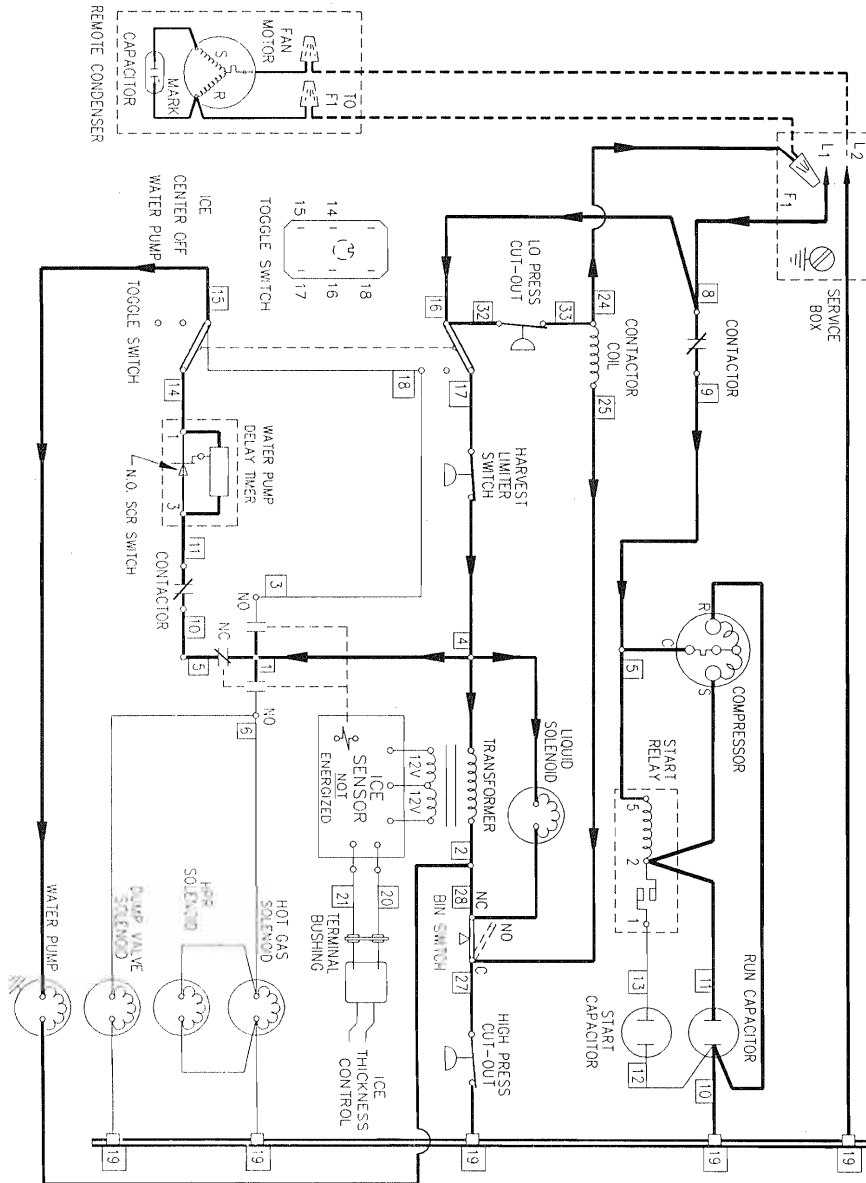 REMOTE CONDENSER
CAPACITOR
MARK
FAN
MOTOR
S
R
TO
F1
L2
L1
F1
SERVICE
BOX
TOGGLE SWITCH
14
15
16
17
18
ICE
CENTER OFF
WATER PUMP
TOGGLE SWITCH
15
14
16
17
18
LO PRESS
CUT-OUT
32
33
24
25
CONTACTOR
COIL
8
9
CONTACTOR
WATER PUMP
DELAY TIMER
1
3
N.O. SCR SWITCH
HARVEST
LIMITER
SWITCH
11
10
CONTACTOR
3
NO
NC
5
1
4
NO
6
R
C
S
5
COMPRESSOR
START
RELAY
5
2
1
LIQUID
SOLENOID
TRANSFORMER
12V
12V
ICE
SENSOR
NOT
ENERGIZED
2
28
NC
NO
C
27
BIN SWITCH
20
21
TERMINAL
BUSHING
13
11
START
CAPACITOR
12
RUN CAPACITOR
10
HIGH PRESS
CUT-OUT
ICE
THICKNESS
CONTROL
HOT GAS
SOLENOID
HPR
SOLENOID
DUMP VALVE
SOLENOID
WATER PUMP
19
19
19
19
19